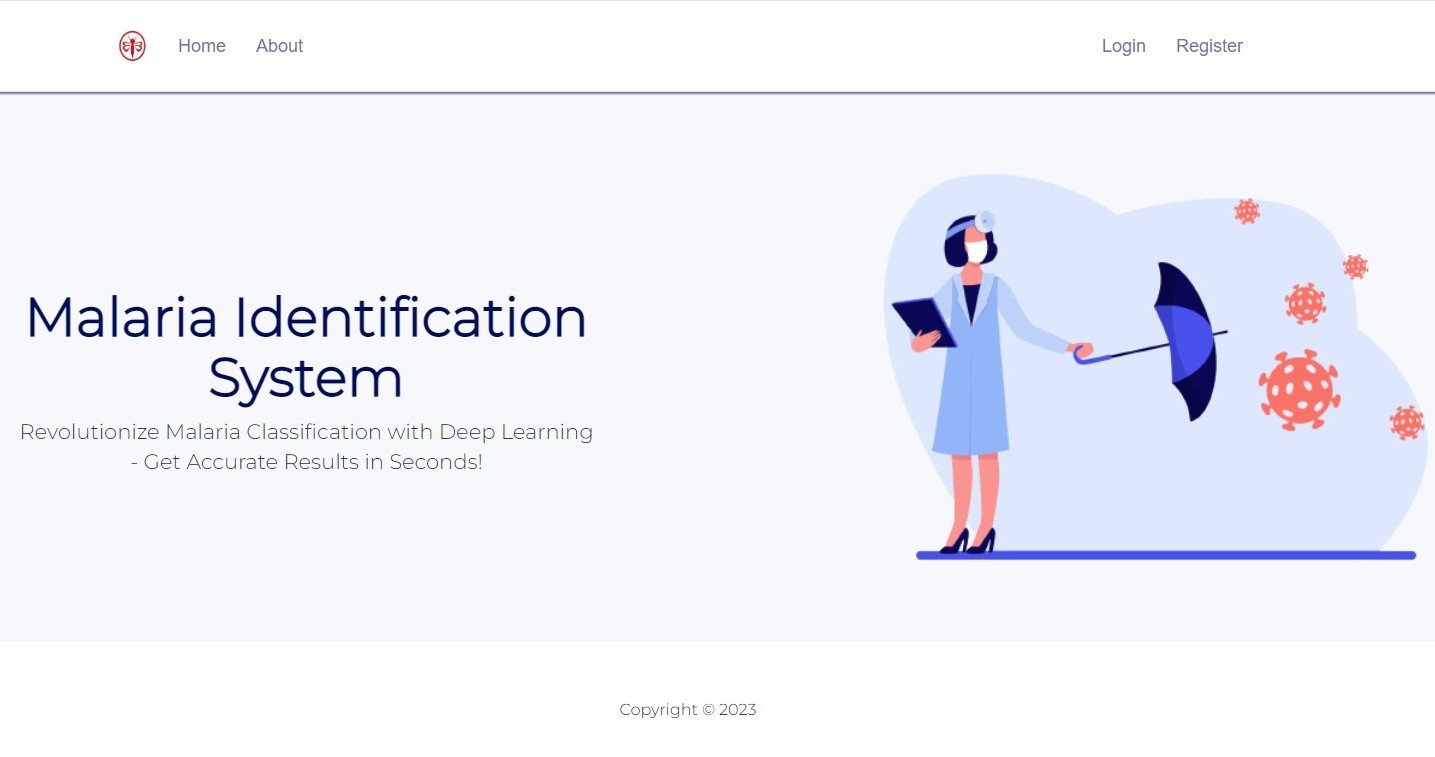 Home About Login Register
Malaria Identification
System
Revolutionize Malaria Classification with Deep Learning
- Get Accurate Results in Seconds!
Copyright © 2023